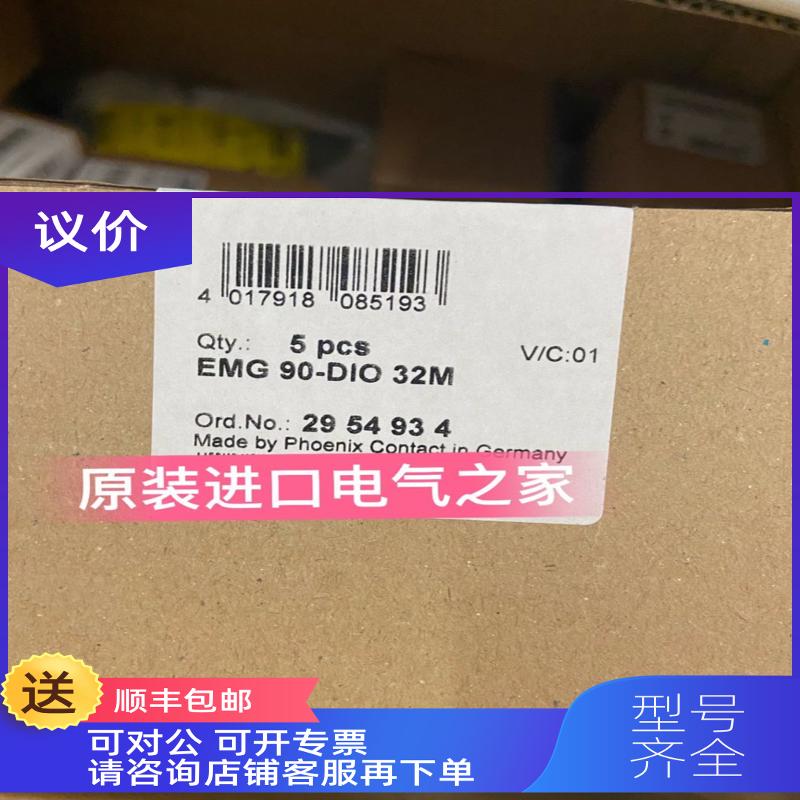 议价
4 017918 085193
Qty.: 5 pcs
V/C:01
EMG 90-DIO 32M
Ord.No.: 29 54 93 4
Made by Phoenix Contact in Germany
原装进口电气之家
送
顺丰包邮
可对公 可开专票
请咨询店铺客服再下单
型号
齐全